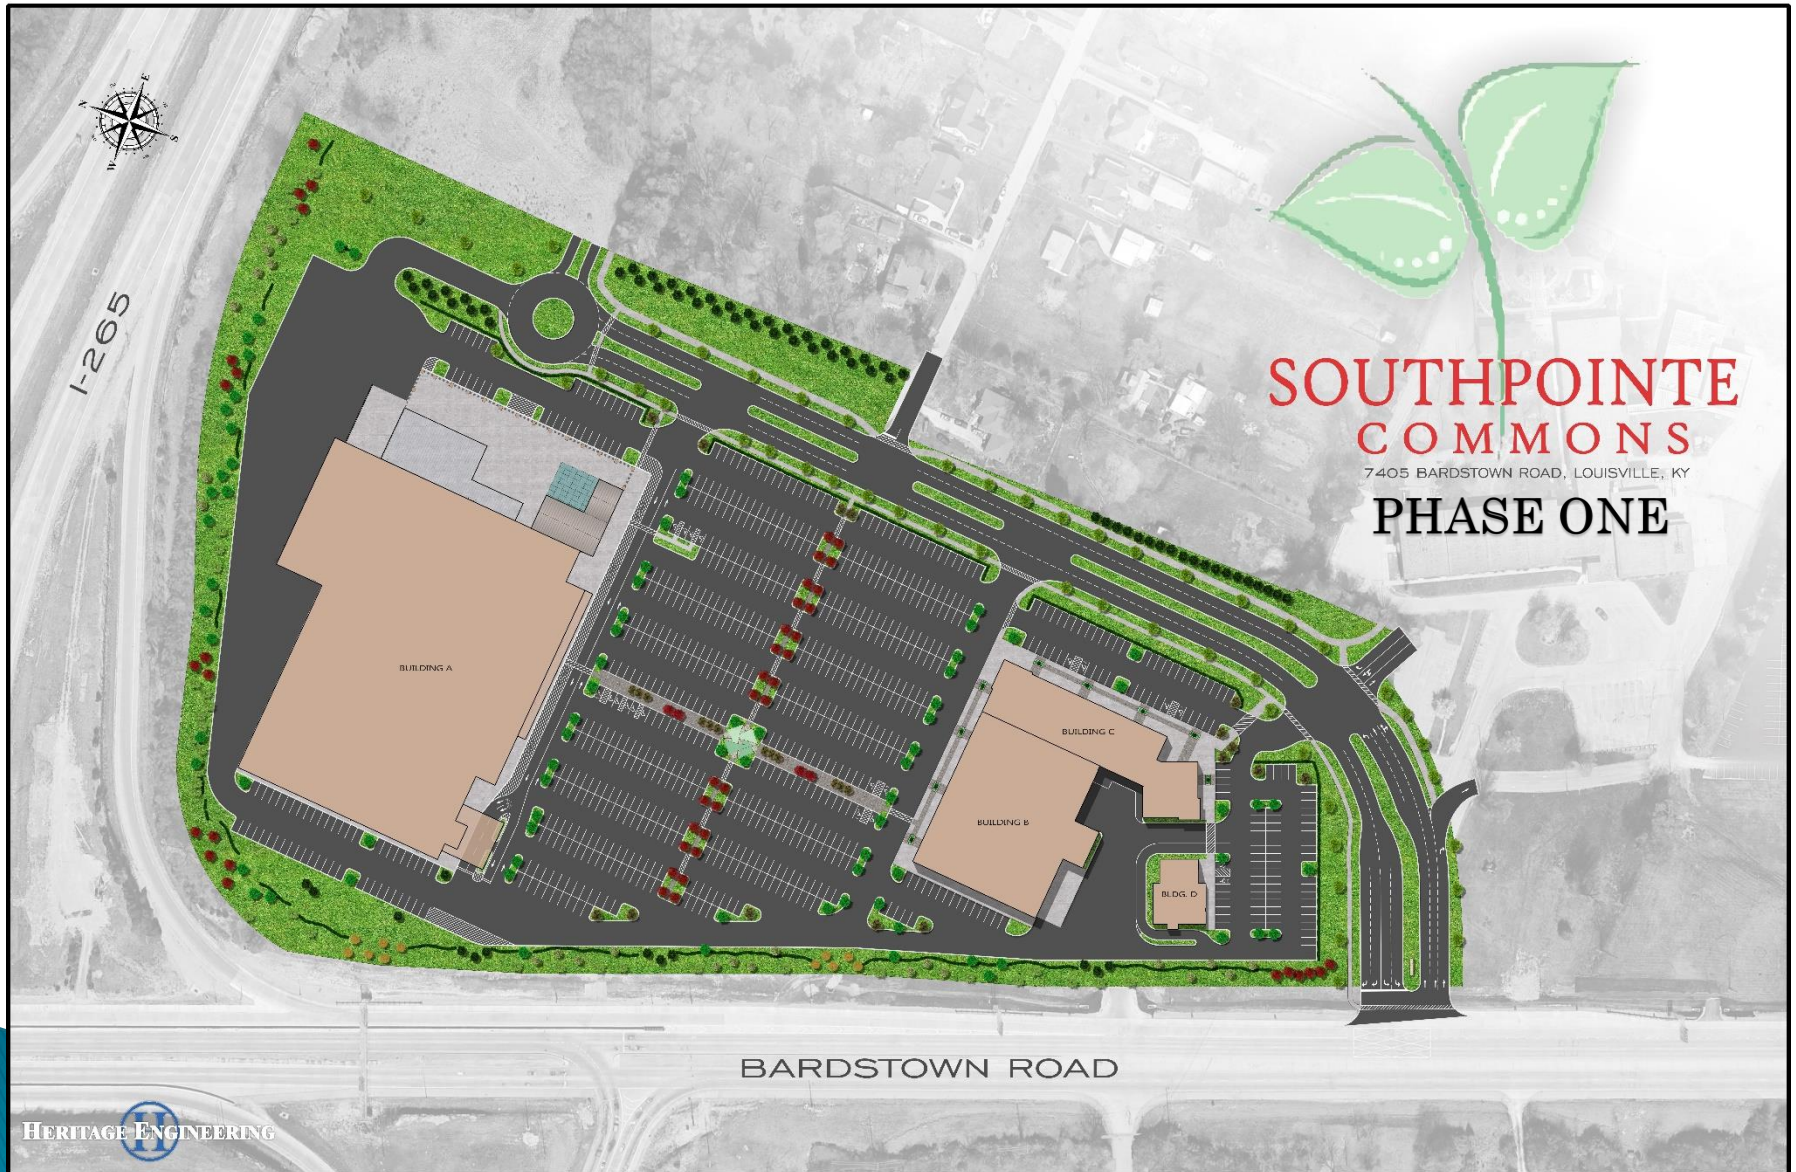 N
E
S
W
I-265
SOUTHPOINTE
COMMONS
7405 BARDSTOWN ROAD, LOUISVILLE, KY
PHASE ONE
BUILDING A
BUILDING C
BUILDING B
BLDG. D
BARDSTOWN ROAD
H
HERITAGE ENGINEERING